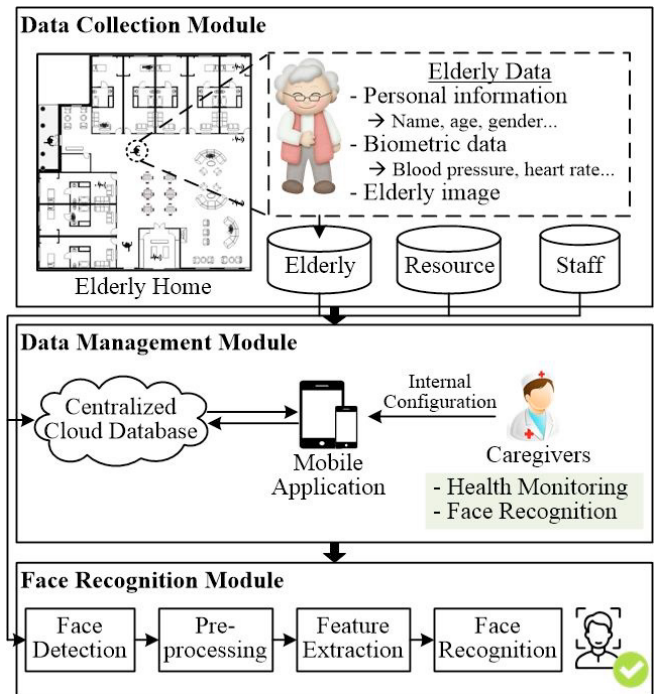 Data Collection Module
Elderly Data
- Personal information
→ Name, age, gender...
- Biometric data
→ Blood pressure, heart rate...
- Elderly image
Elderly Home
Elderly
Resource
Staff
Data Management Module
Centralized
Cloud Database
Mobile
Application
Internal
Configuration
Caregivers
- Health Monitoring
- Face Recognition
Face Recognition Module
Face
Detection
Pre-
processing
Feature
Extraction
Face
Recognition